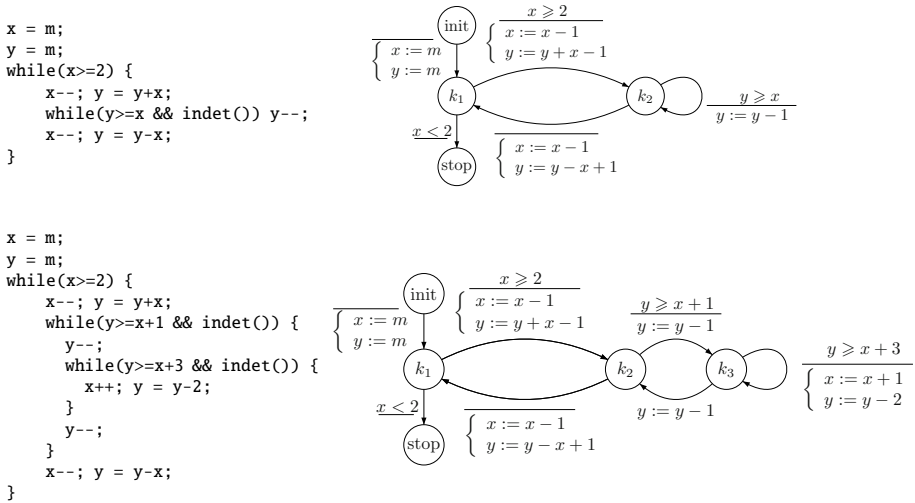 x = m;
y = m;
while(x>=2) {
x--; y = y+x;
while(y>=x && indet()) y--;
x--; y = y-x;
}
init
x ⩾ 2
x := x − 1
y := y + x − 1
x := m
y := m
k₁
k₂
y ⩾ x
y := y − 1
x < 2
x := x − 1
y := y − x + 1
stop
x = m;
y = m;
while(x>=2) {
x--; y = y+x;
while(y>=x+1 && indet()) {
y--;
while(y>=x+3 && indet()) {
x++; y = y-2;
}
y--;
}
x--; y = y-x;
}
init
x ⩾ 2
x := x − 1
y := y + x − 1
x := m
y := m
y ⩾ x + 1
y := y − 1
k₁
k₂
k₃
y ⩾ x + 3
x := x + 1
y := y − 2
x < 2
x := x − 1
y := y − x + 1
y := y − 1
stop